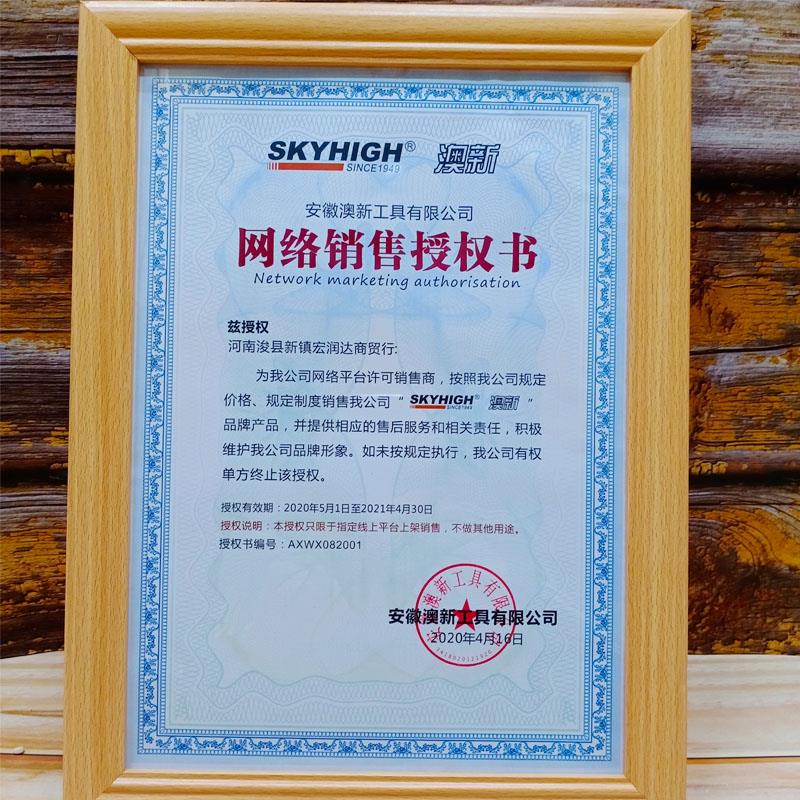 SKYHIGH® 澳新
SINCE1949
安徽澳新工具有限公司
网络销售授权书
Network marketing authorisation
兹授权
河南浚县新镇宏润达商贸行:
为我公司网络平台许可销售商，按照我公司规定
价格、规定制度销售我公司“SKYHIGH® SINCE1949 澳新”
品牌产品，并提供相应的售后服务和相关责任，积极
维护我公司品牌形象。如未按规定执行，我公司有权
单方终止该授权。
授权有效期：2020年5月1日至2021年4月30日
授权说明：本授权只限于指定线上平台上架销售，不做其他用途。
授权书编号：AXWX082001
安徽澳新工具有限公司
2020年4月16日